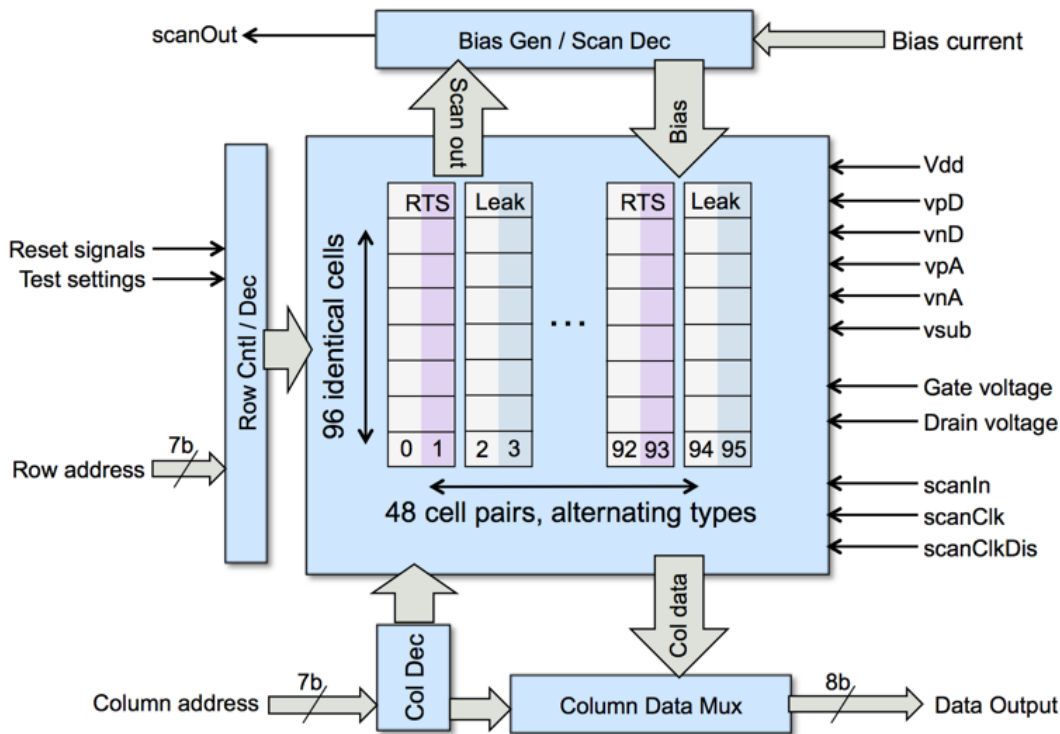 scanOut
Bias Gen / Scan Dec
Bias current
Scan out
Bias
RTS
Leak
RTS
Leak
Vdd
vpD
vnD
vpA
vnA
vsub
Gate voltage
Drain voltage
scanIn
scanClk
scanClkDis
Reset signals
Test settings
Row Cntl / Dec
7b
Row address
96 identical cells
...
0 1 2 3 92 93 94 95
48 cell pairs, alternating types
Col data
Col Dec
7b
Column address
Column Data Mux
8b
Data Output